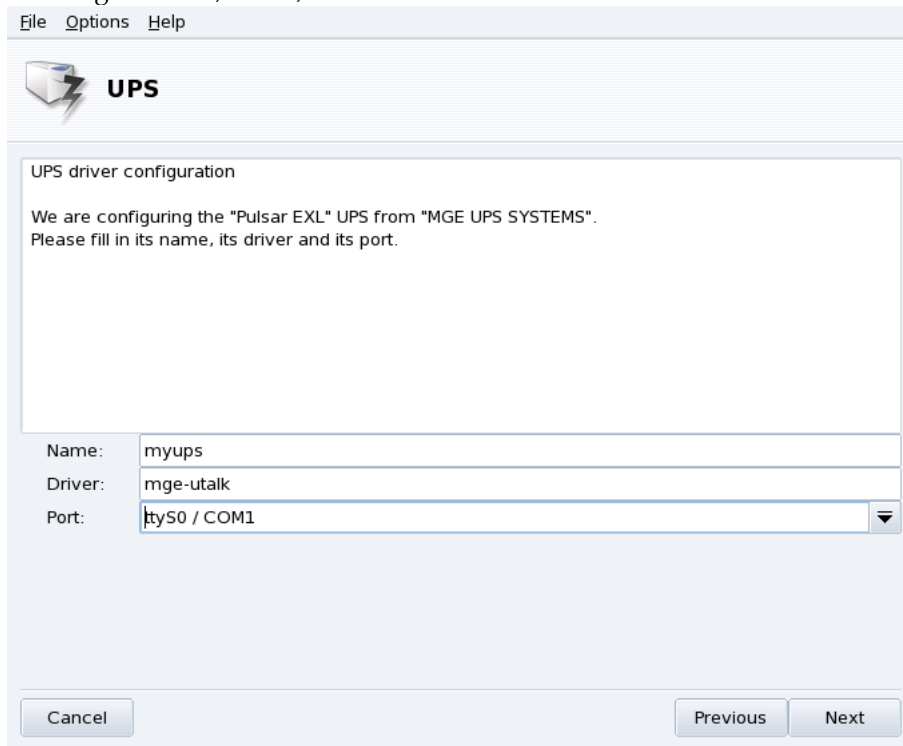 File Options Help
UPS
UPS driver configuration
We are configuring the "Pulsar EXL" UPS from "MGE UPS SYSTEMS".
Please fill in its name, its driver and its port.
Name: myups
Driver: mge-utalk
Port: ttyS0 / COM1
Cancel Previous Next